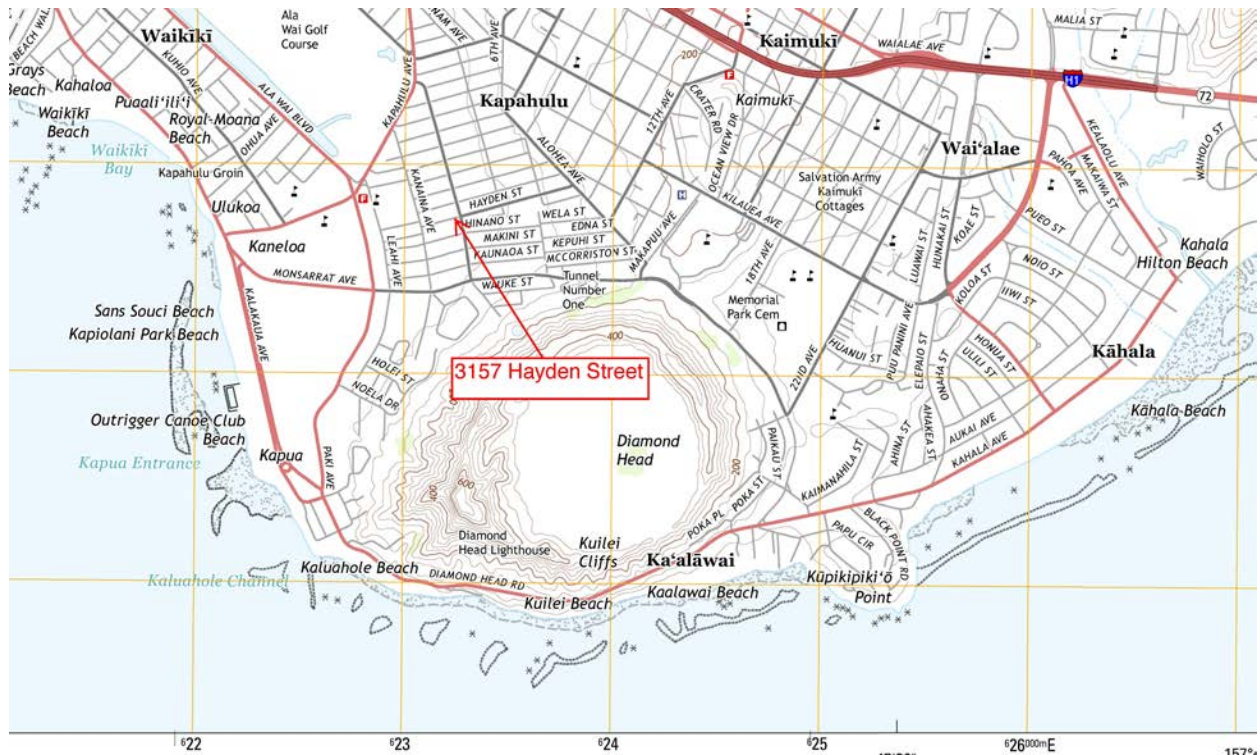 BEACH WALK
Ala
Wai Golf
Course
6TH AVE
Waikīkī
KUHIO AVE
ALA WAI BLVD
KAPAHULU AVE
Kapahulu
Kaimukī
WAIALAE AVE
MALIA ST
H1
72
Grays
Beach
Kahaloa
Puaali'ili'i
Royal-Moana
Beach
OHUA AVE
Waikīkī
Beach
Waikīkī
Bay
Kapahulu Groin
Ulukoa
Kaneloa
F
200
F
12TH AVE
CRATER RD
Kaimukī
OCEAN VIEW DR
ALOHEA AVE
H
KILAUEA AVE
Salvation Army
Kaimukī
Cottages
Wai'alae
PAHOA AVE
KEALAOLU AVE
MAKAIWA ST
WAIHOLO ST
PUEO ST
KANAINA AVE
LEAHI AVE
HAYDEN ST
HINANO ST
WELA ST
EDNA ST
MAKINI ST
KEPUHI ST
KAUNAOA ST
MCCORRISTON ST
WAUKE ST
MONSARRAT AVE
Tunnel
Number
One
MAKAPUU AVE
18TH AVE
Memorial
Park Cem
22ND AVE
LUAWAI ST
HUNAKAI ST
KOAE ST
KOLOA ST
NOIO ST
IIWI ST
Kahala
Hilton Beach
KALAKAUA AVE
Sans Souci Beach
Kapiolani Park Beach
400
HUANUI ST
PUU PANINI AVE
ELEPAIO ST
HONUA ST
ULILI ST
Kāhala
HOLEI ST
NOELA DR
3157 Hayden Street
Outrigger Canoe Club
Beach
Kapua Entrance
Kapua
PAKI AVE
Diamond
Head
200
400
600
PAIKAU ST
AHINA ST
AHAKEA ST
AUKAI AVE
KAHALA AVE
Kāhala Beach
KAIMANAHILA ST
POKA PL
POKA ST
Diamond
Head Lighthouse
Kuilei
Cliffs
Ka'alāwai
PAPU CIR
BLACK POINT RD
Kaluahole Channel
Kaluahole Beach
DIAMOND HEAD RD
Kuilei Beach
Kaalawai Beach
Kūpikipiki'ō
Point
622
623
624
625
626000mE